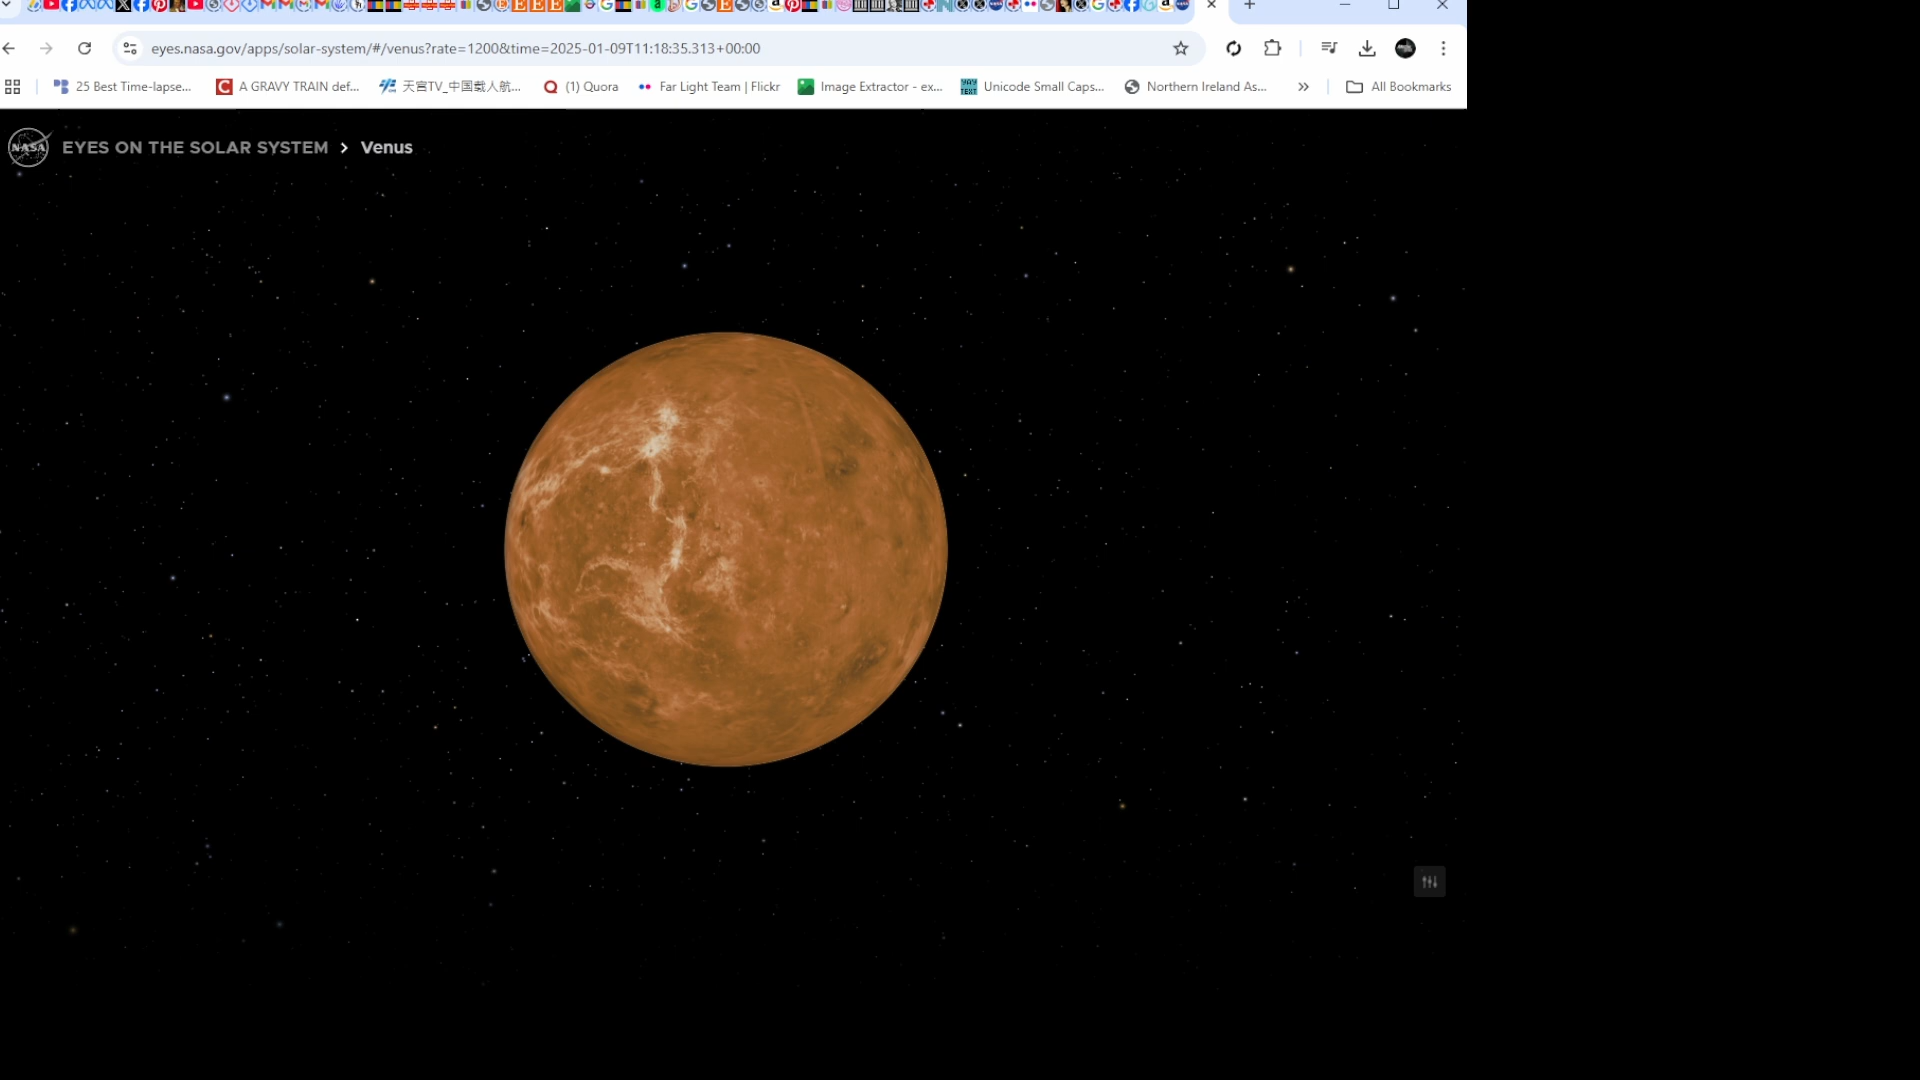 eyes.nasa.gov/apps/solar-system/#/venus?rate=1200&time=2025-01-09T11:18:35.313+00:00
25 Best Time-lapse... A GRAVY TRAIN def... 天宫TV_中国载人航... (1) Quora Far Light Team | Flickr Image Extractor - ex... Unicode Small Caps... Northern Ireland As... » All Bookmarks
NASA EYES ON THE SOLAR SYSTEM > Venus